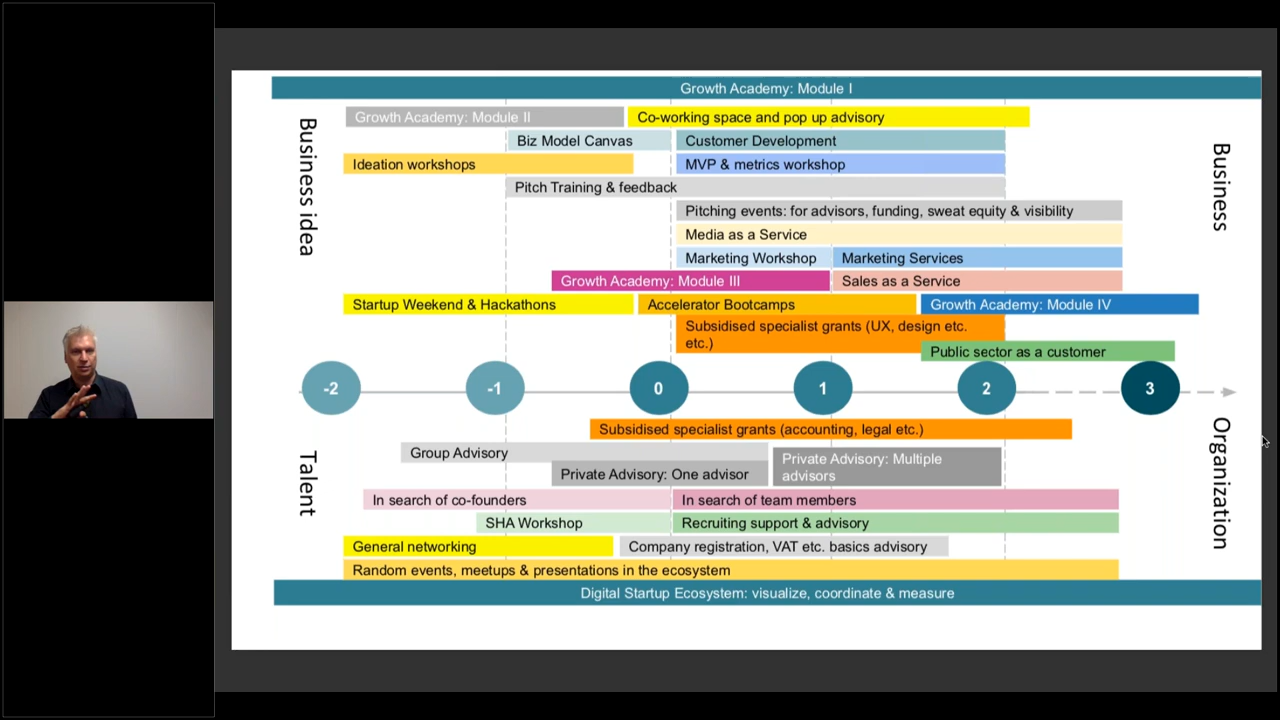 Growth Academy: Module I
Growth Academy: Module II
Co-working space and pop up advisory
Biz Model Canvas
Customer Development
Ideation workshops
MVP & metrics workshop
Pitch Training & feedback
Pitching events: for advisors, funding, sweat equity & visibility
Media as a Service
Marketing Workshop
Marketing Services
Growth Academy: Module III
Sales as a Service
Startup Weekend & Hackathons
Accelerator Bootcamps
Growth Academy: Module IV
Subsidised specialist grants (UX, design etc.
etc.)
Public sector as a customer
Business idea
Business
-2
-1
0
1
2
3
Subsidised specialist grants (accounting, legal etc.)
Group Advisory
Private Advisory: One advisor
Private Advisory: Multiple
advisors
In search of co-founders
In search of team members
SHA Workshop
Recruiting support & advisory
General networking
Company registration, VAT etc. basics advisory
Random events, meetups & presentations in the ecosystem
Talent
Organization
Digital Startup Ecosystem: visualize, coordinate & measure